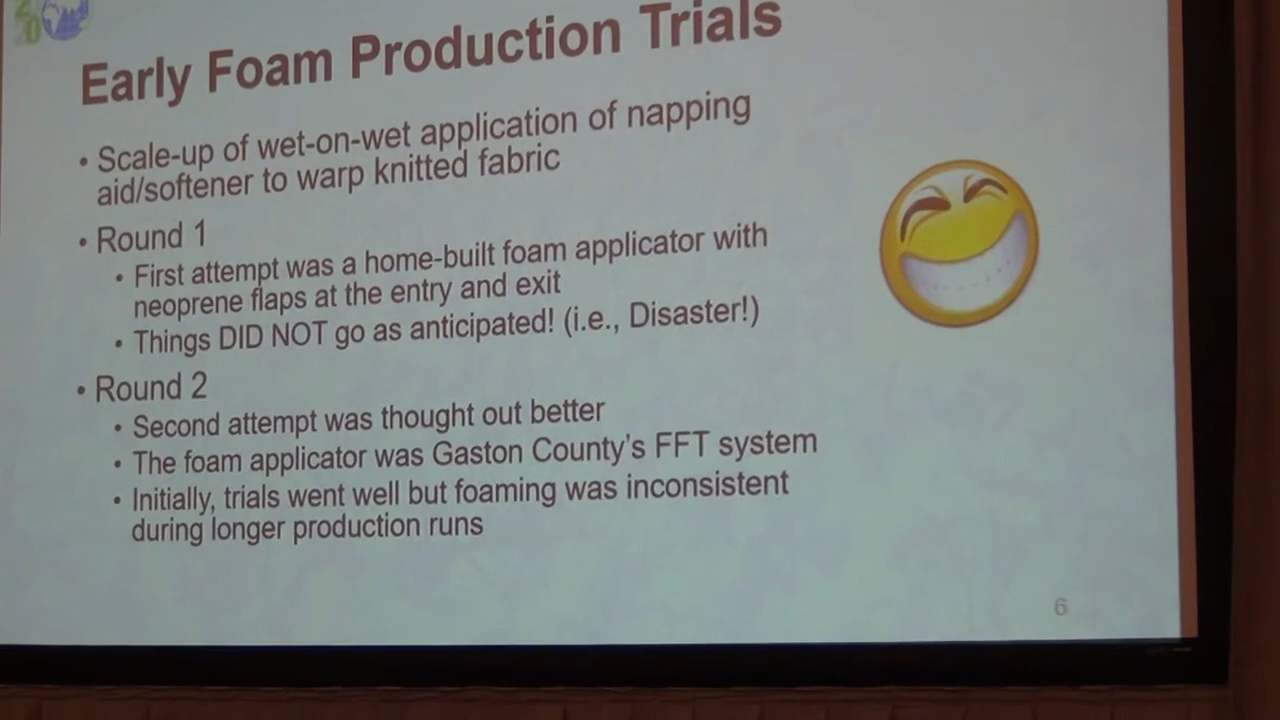 20
Early Foam Production Trials
• Scale-up of wet-on-wet application of napping
aid/softener to warp knitted fabric
• Round 1
• First attempt was a home-built foam applicator with
neoprene flaps at the entry and exit
• Things DID NOT go as anticipated! (i.e., Disaster!)
• Round 2
• Second attempt was thought out better
• The foam applicator was Gaston County's FFT system
• Initially, trials went well but foaming was inconsistent
during longer production runs
6